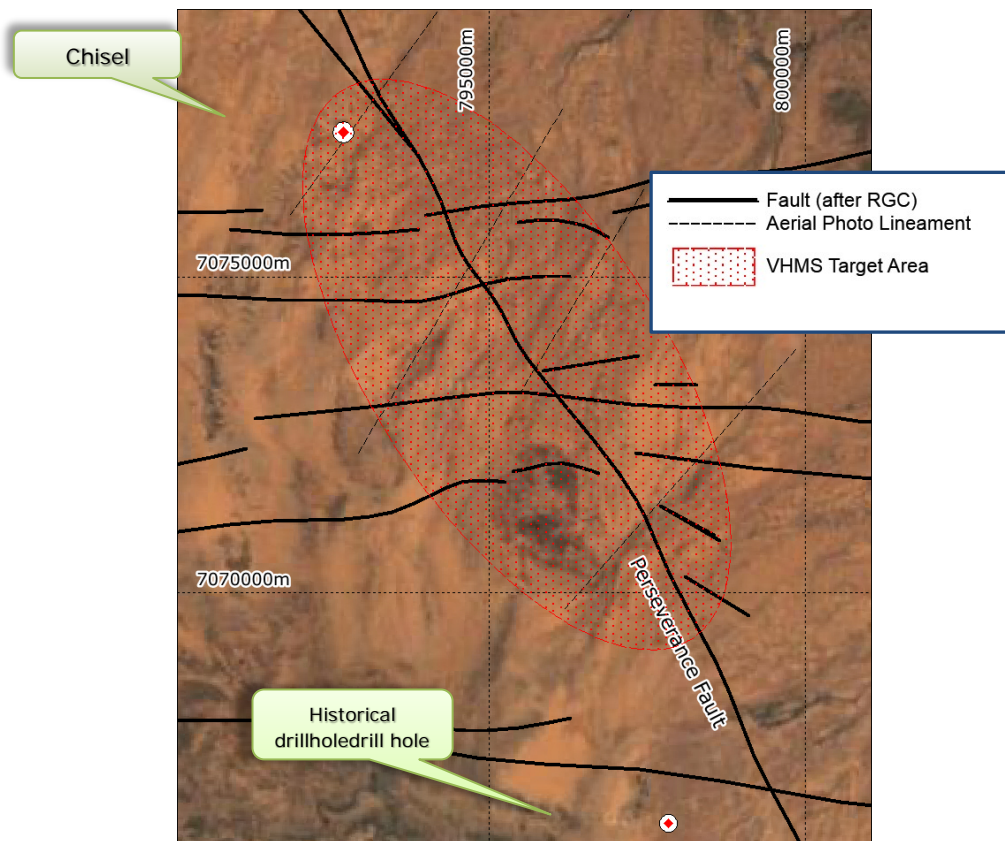 Chisel
795000m
800000m
Fault (after RGC)
Aerial Photo Lineament
VHMS Target Area
7075000m
7070000m
Perseverance Fault
Historical
drillholedrill hole